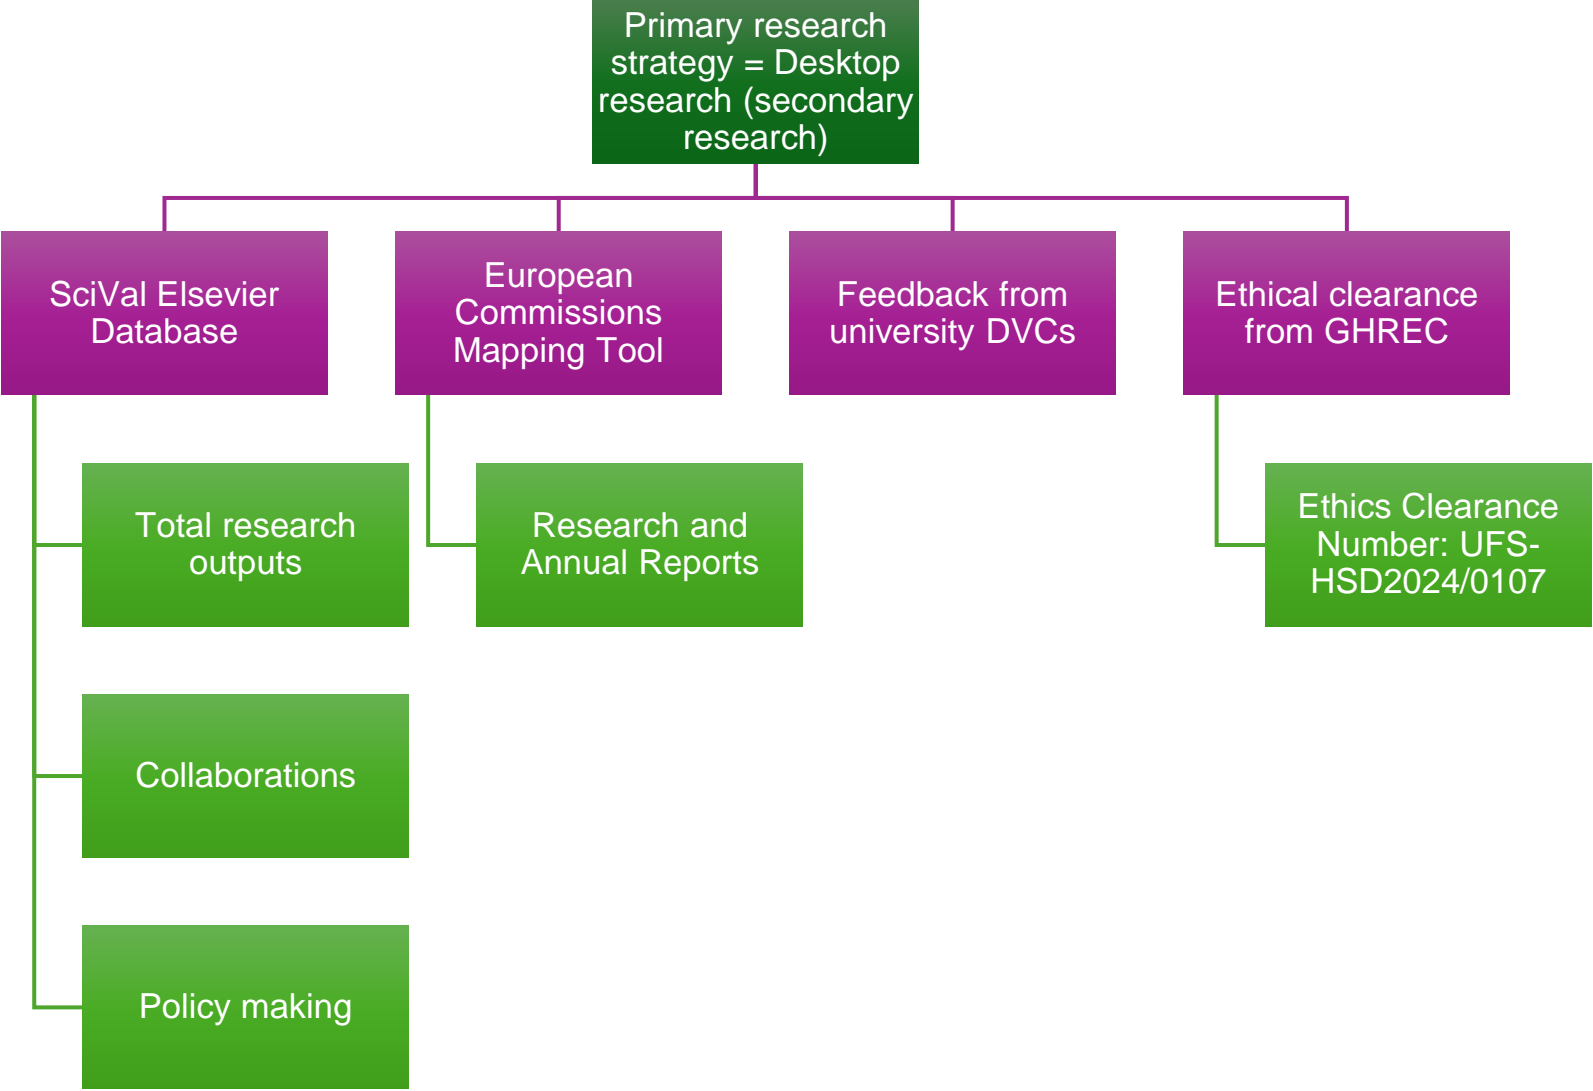 Primary research
strategy = Desktop
research (secondary
research)
SciVal Elsevier
Database
European
Commissions
Mapping Tool
Feedback from
university DVCs
Ethical clearance
from GHREC
Total research
outputs
Research and
Annual Reports
Ethics Clearance
Number: UFS-
HSD2024/0107
Collaborations
Policy making